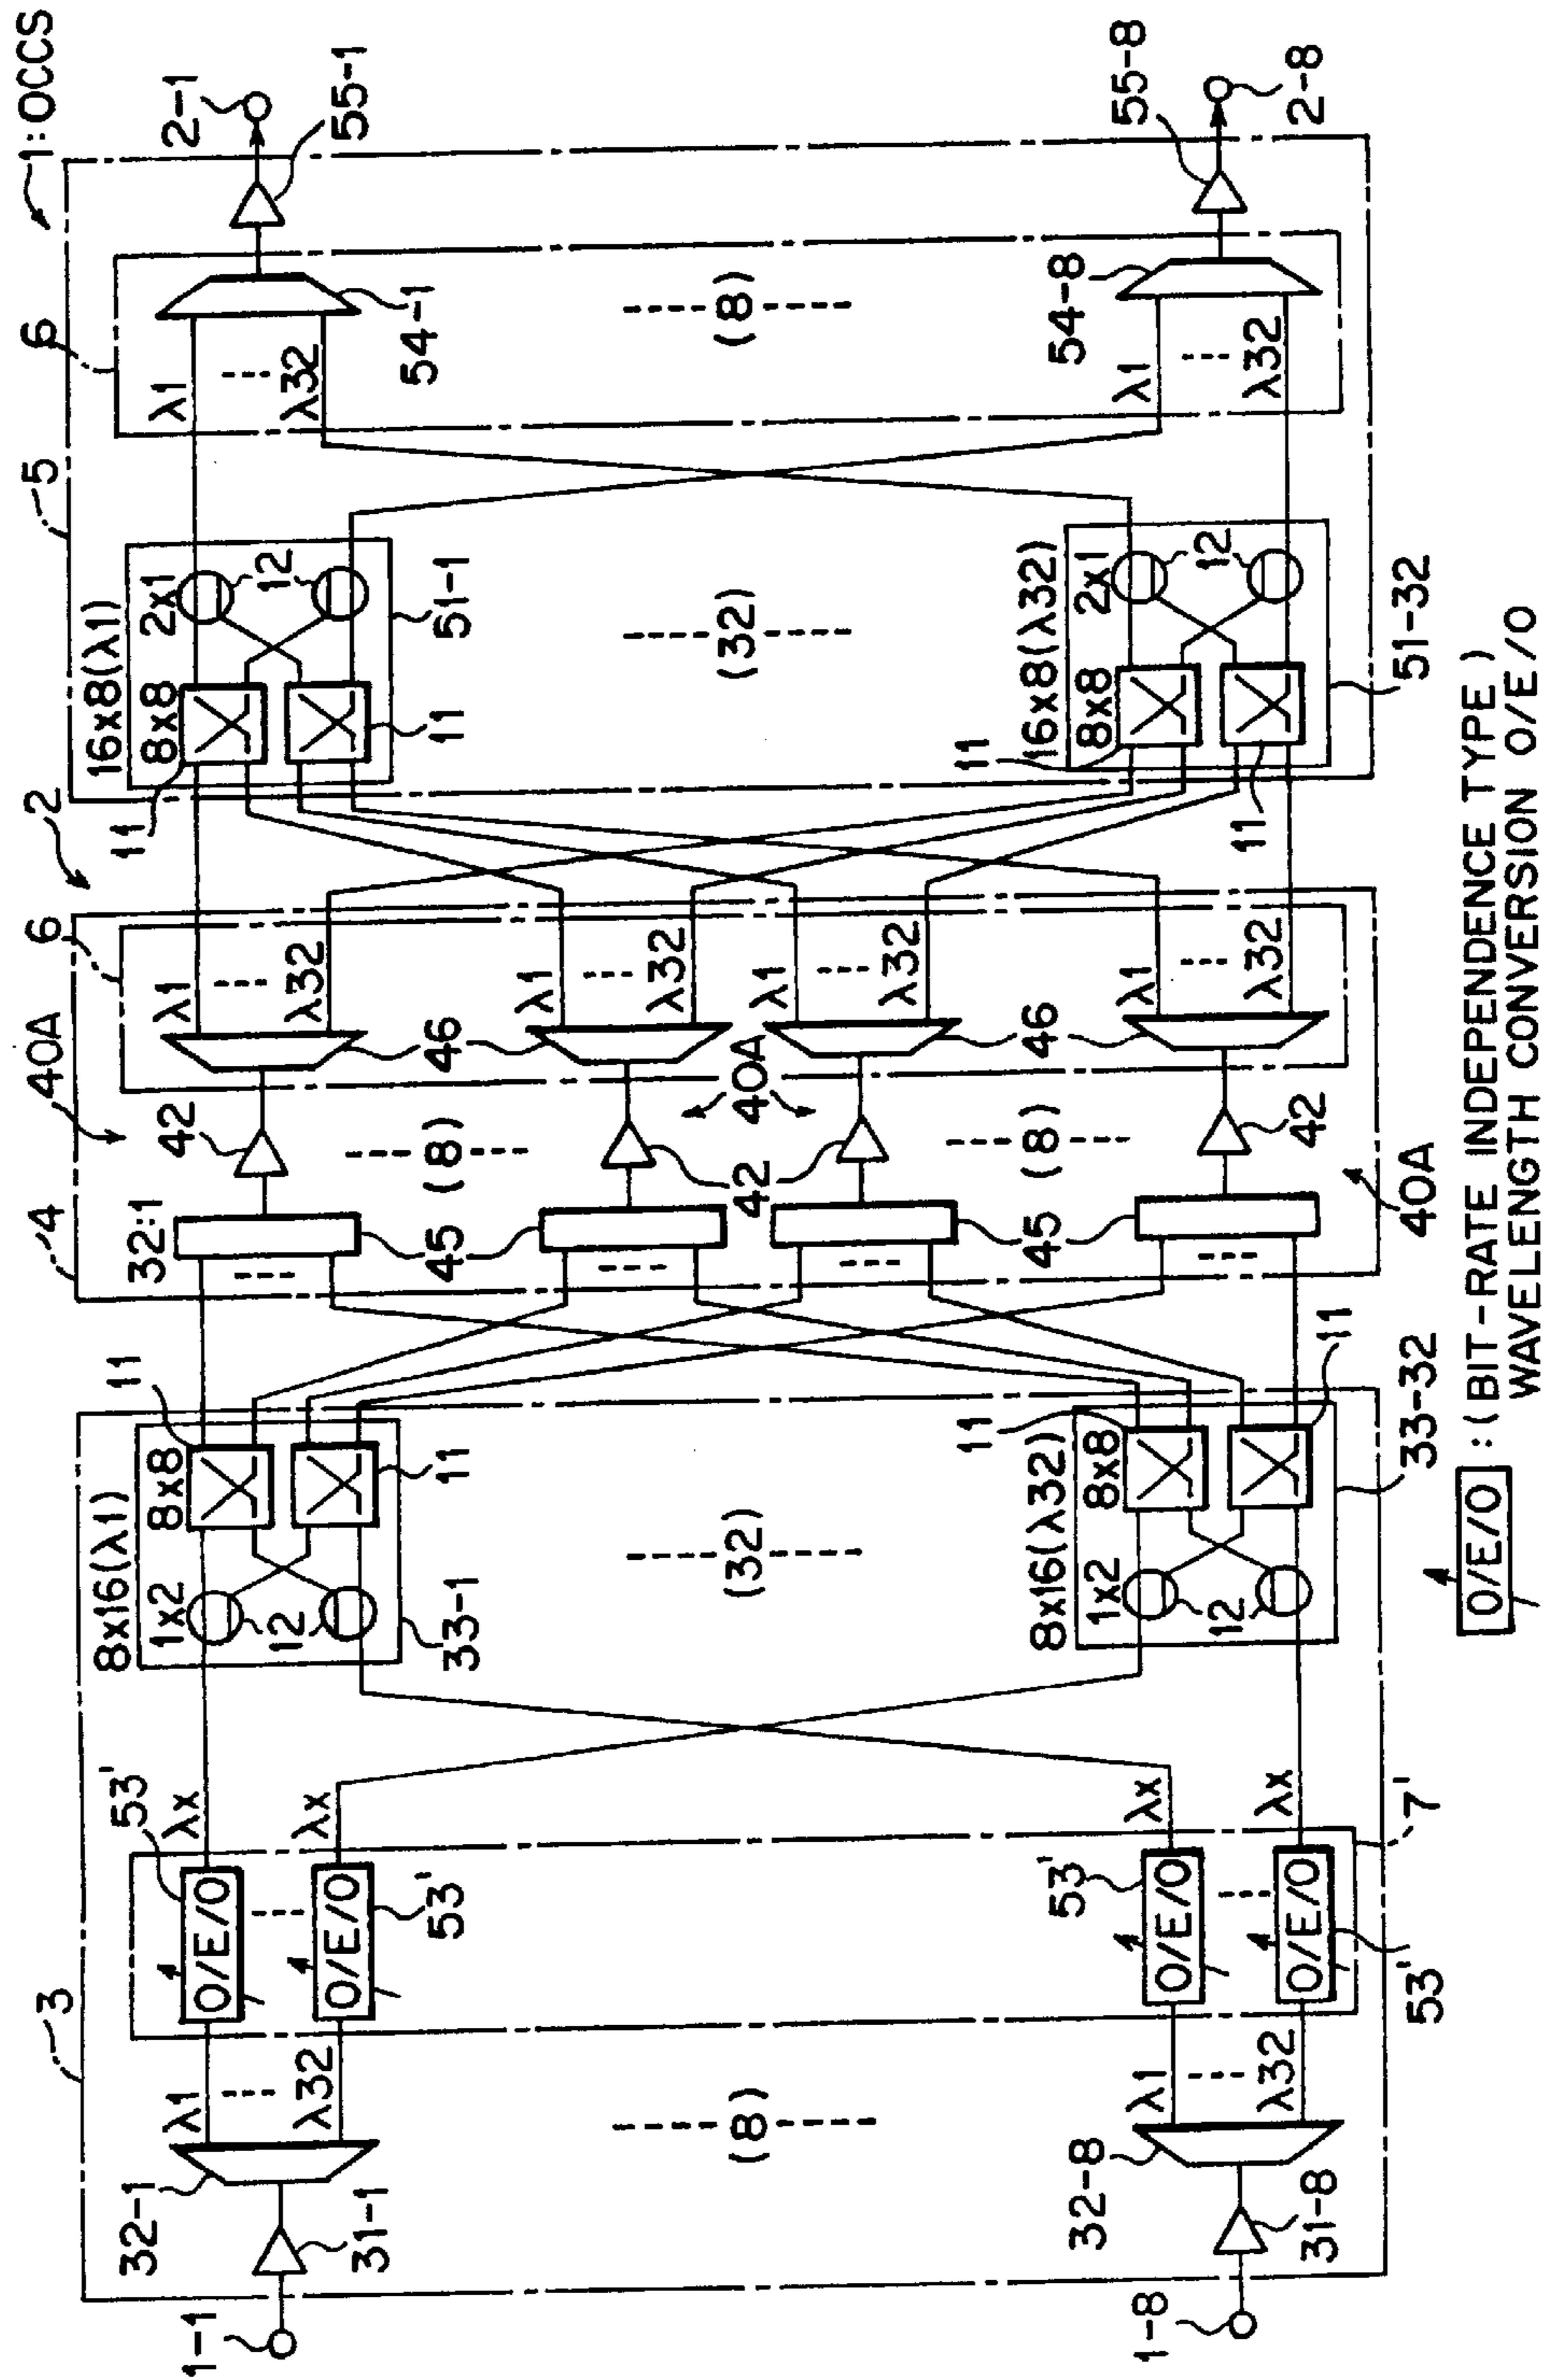 1:OCCS
2
3
4
5
6
6
7'
40A
40A
40A
1-1
31-1
32-1
λ1
λ32
53'
O/E/O
O/E/O
53'
λx
λx
8x16(λ1)
1x2
12
8x8
11
11
33-1
32:1
45
42
46
λ1
λ32
(8)
λ1
λ32
16x8(λ1)
8x8
2x1
11
11
12
51-1
λ1
λ32
54-1
55-1
2-1
(8)
(32)
42
λ1
λ32
45
46
(8)
(32)
(8)
1-8
31-8
32-8
λ1
λ32
53'
O/E/O
O/E/O
53'
λx
λx
8x16(λ32)
1x2
12
8x8
11
11
33-32
42
λ1
λ32
16x8(λ32)
8x8
2x1
11
11
12
51-32
λ1
λ32
54-8
55-8
2-8
O/E/O :(BIT-RATE INDEPENDENCE TYPE)
WAVELENGTH CONVERSION O/E/O